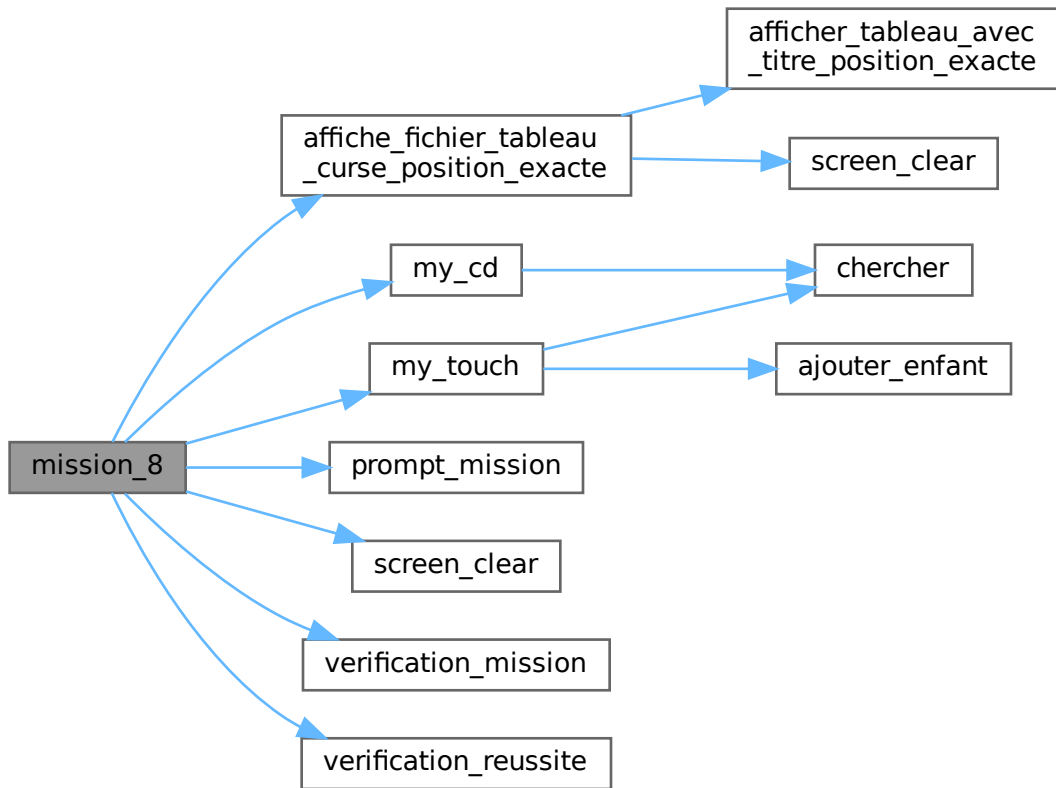 afficher_tableau_avec
_titre_position_exacte
affiche_fichier_tableau
_curse_position_exacte
screen_clear
my_cd
chercher
my_touch
ajouter_enfant
mission_8
prompt_mission
screen_clear
verification_mission
verification_reussite